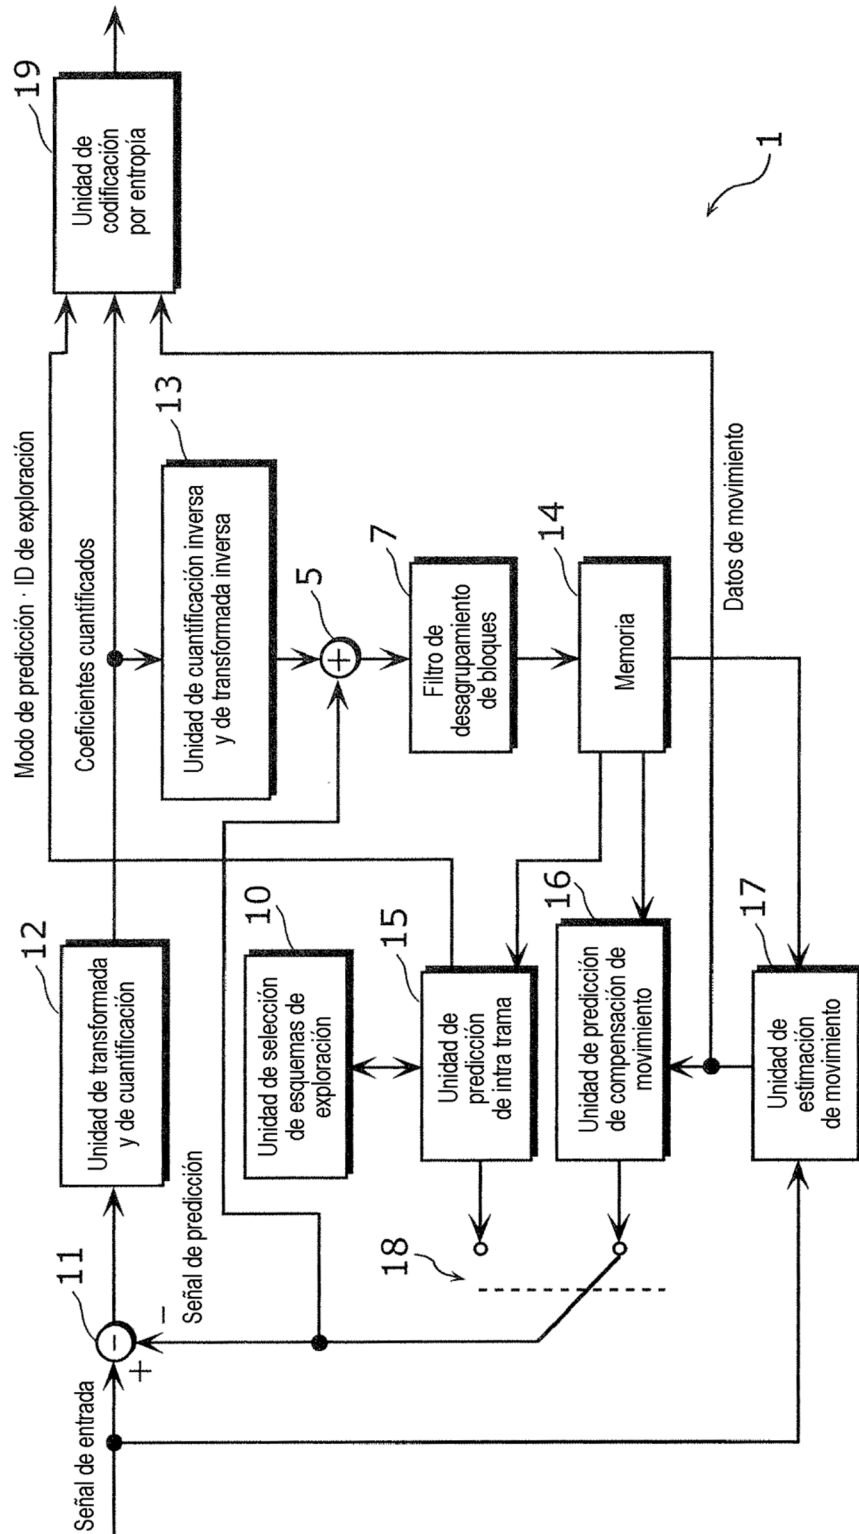 Señal de entrada
+
-
−
11
Señal de predicción
Unidad de transformada
y de cuantificación
12
Modo de predicción · ID de exploración
Coeficientes cuantificados
Unidad de
codificación
por entropía
19
Unidad de cuantificación inversa
y de transformada inversa
13
+
5
Filtro de
desagrupamiento
de bloques
7
Memoria
14
Unidad de selección
de esquemas de
exploración
10
Unidad de
predicción
de intra trama
15
Unidad de predicción
de compensación de
movimiento
16
Unidad de
estimación
de movimiento
17
18
Datos de movimiento
1